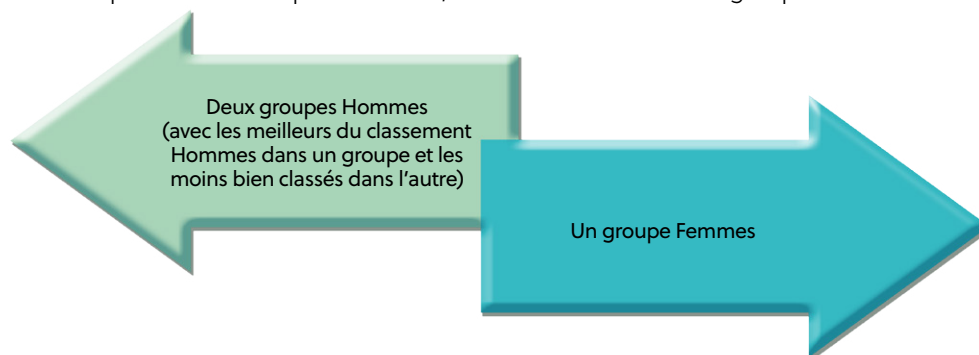 Deux groupes Hommes
(avec les meilleurs du classement
Hommes dans un groupe et les
moins bien classés dans l'autre)
Un groupe Femmes